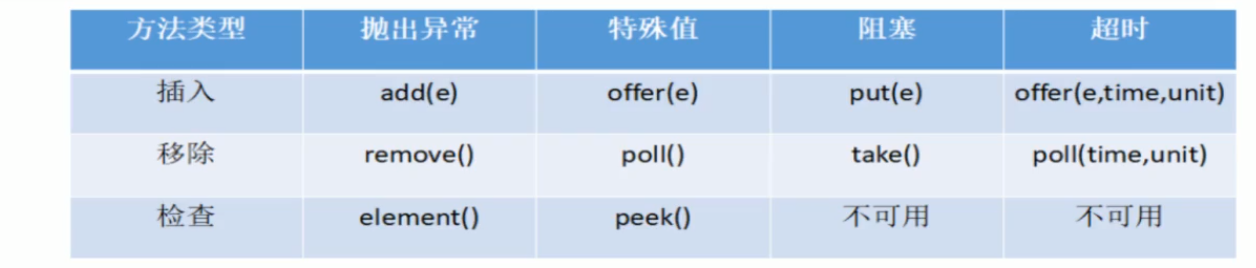 方法类型 抛出异常 特殊值 阻塞 超时
插入 add(e) offer(e) put(e) offer(e,time,unit)
移除 remove() poll() take() poll(time,unit)
检查 element() peek() 不可用 不可用